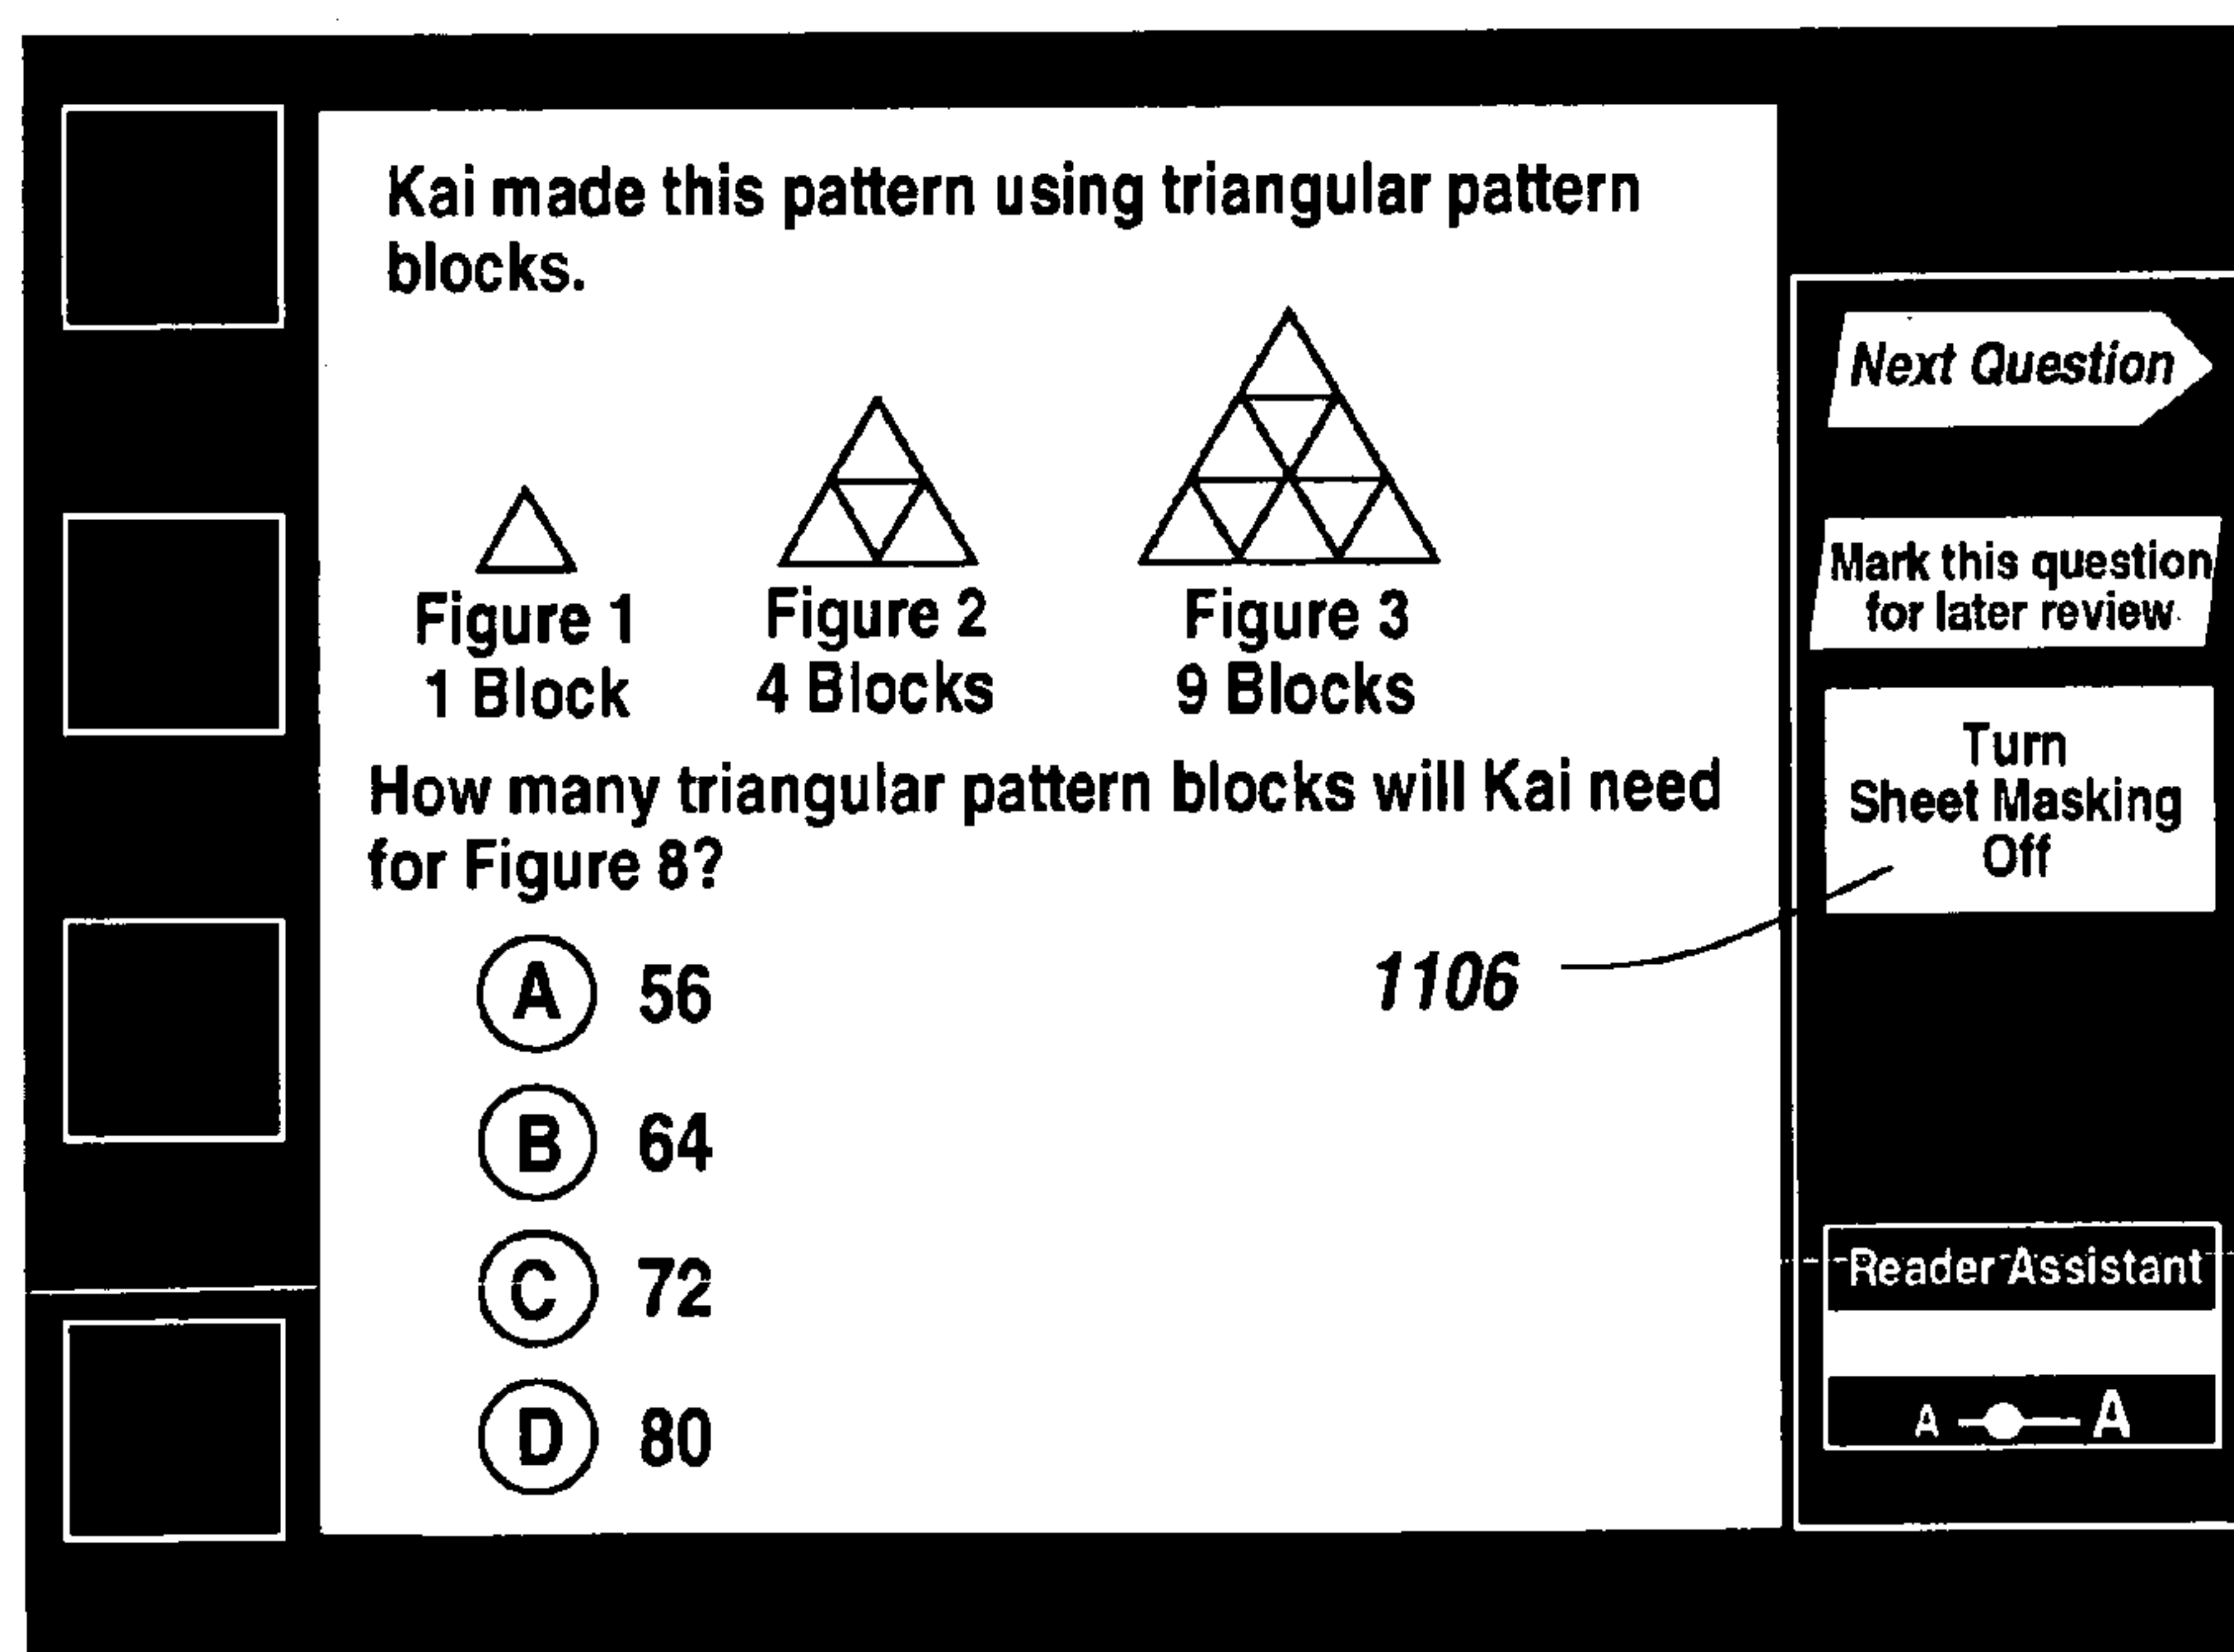 Kai made this pattern using triangular pattern
blocks.
Figure 1
1 Block
Figure 2
4 Blocks
Figure 3
9 Blocks
How many triangular pattern blocks will Kai need
for Figure 8?
A 56
B 64
C 72
D 80
1106
Next Question
Mark this question
for later review
Turn
Sheet Masking
Off
Reader Assistant
A A